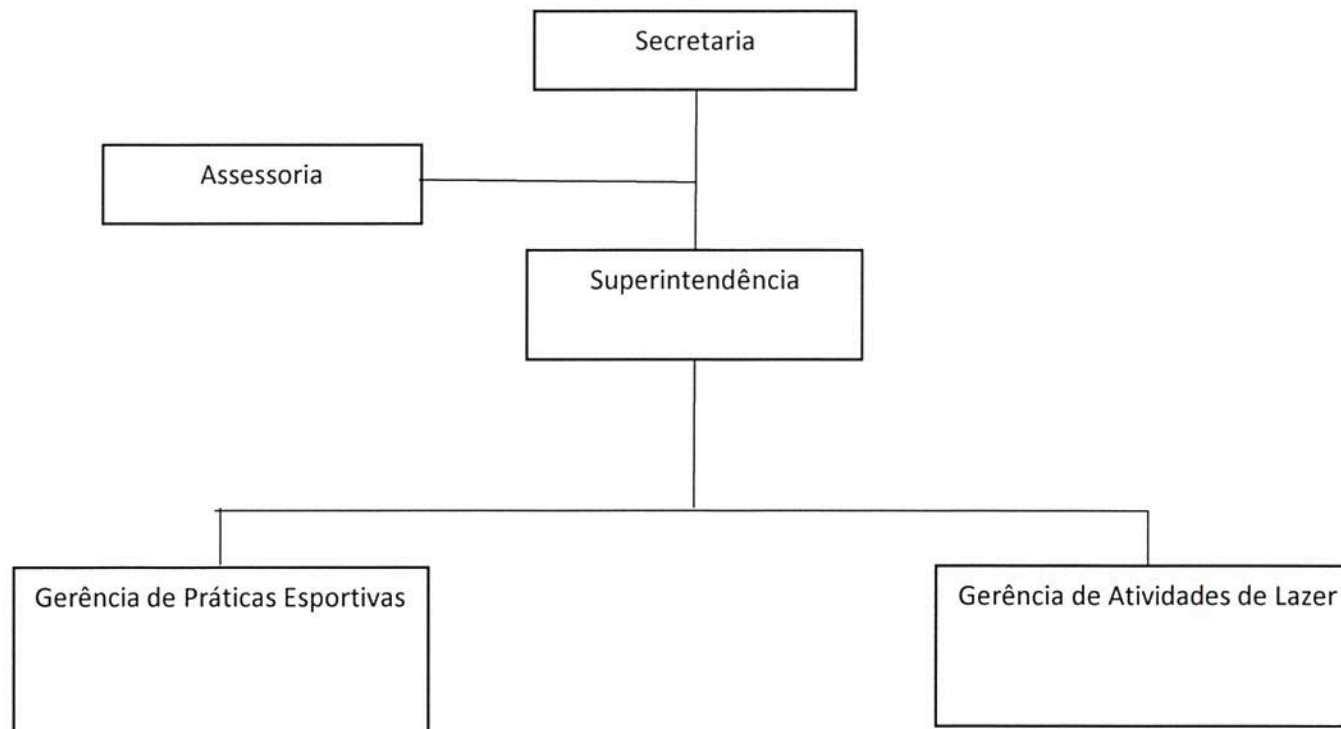 Secretaria
Assessoria
Superintendência
Gerência de Práticas Esportivas
Gerência de Atividades de Lazer